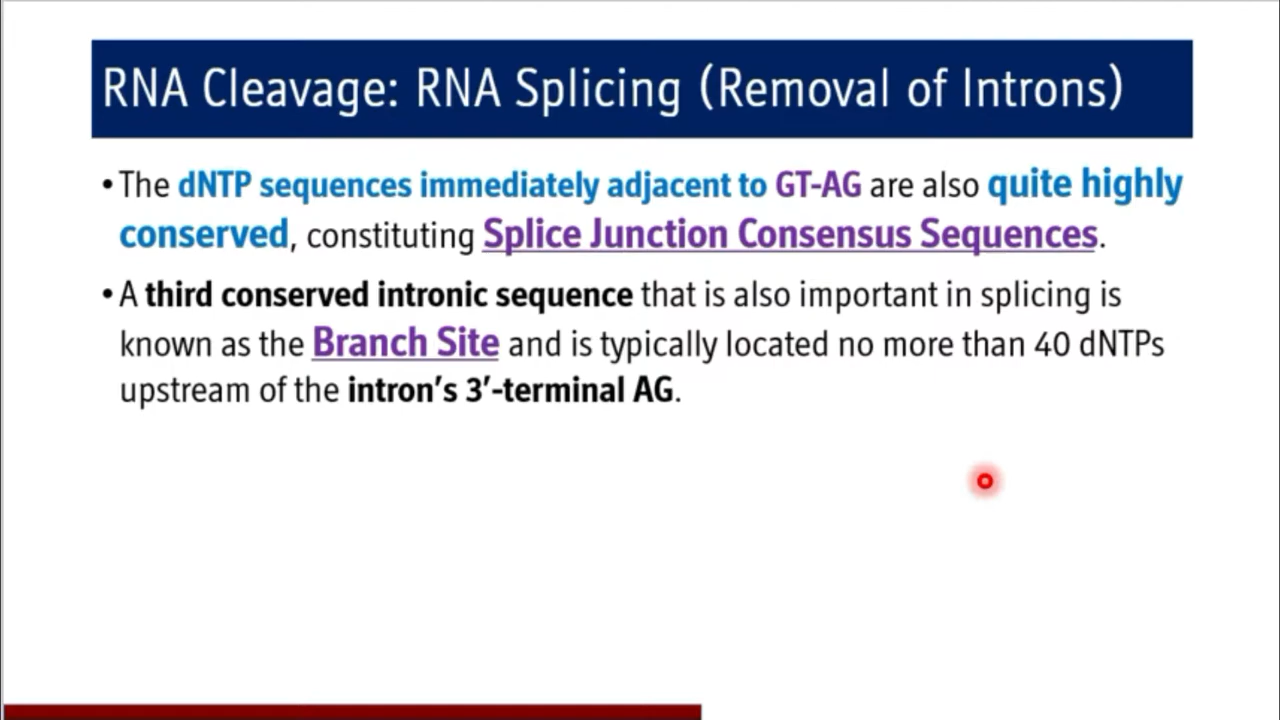 RNA Cleavage: RNA Splicing (Removal of Introns)
• The dNTP sequences immediately adjacent to GT-AG are also quite highly
conserved, constituting Splice Junction Consensus Sequences.
• A third conserved intronic sequence that is also important in splicing is
known as the Branch Site and is typically located no more than 40 dNTPs
upstream of the intron’s 3’-terminal AG.